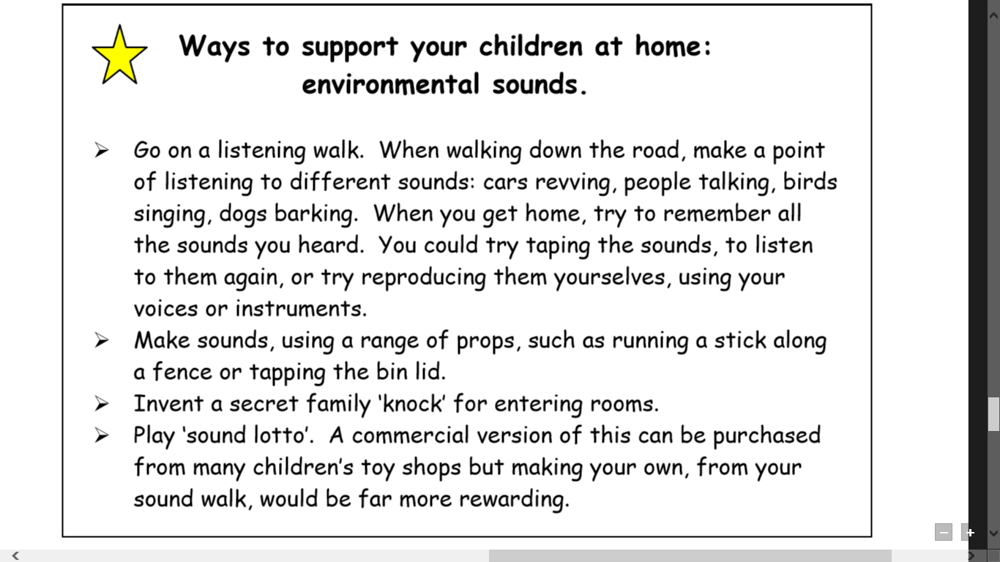 Ways to support your children at home:
environmental sounds.
➢ Go on a listening walk.  When walking down the road, make a point
of listening to different sounds: cars revving, people talking, birds
singing, dogs barking.  When you get home, try to remember all
the sounds you heard.  You could try taping the sounds, to listen
to them again, or try reproducing them yourselves, using your
voices or instruments.
➢ Make sounds, using a range of props, such as running a stick along
a fence or tapping the bin lid.
➢ Invent a secret family ‘knock’ for entering rooms.
➢ Play ‘sound lotto’.  A commercial version of this can be purchased
from many children’s toy shops but making your own, from your
sound walk, would be far more rewarding.